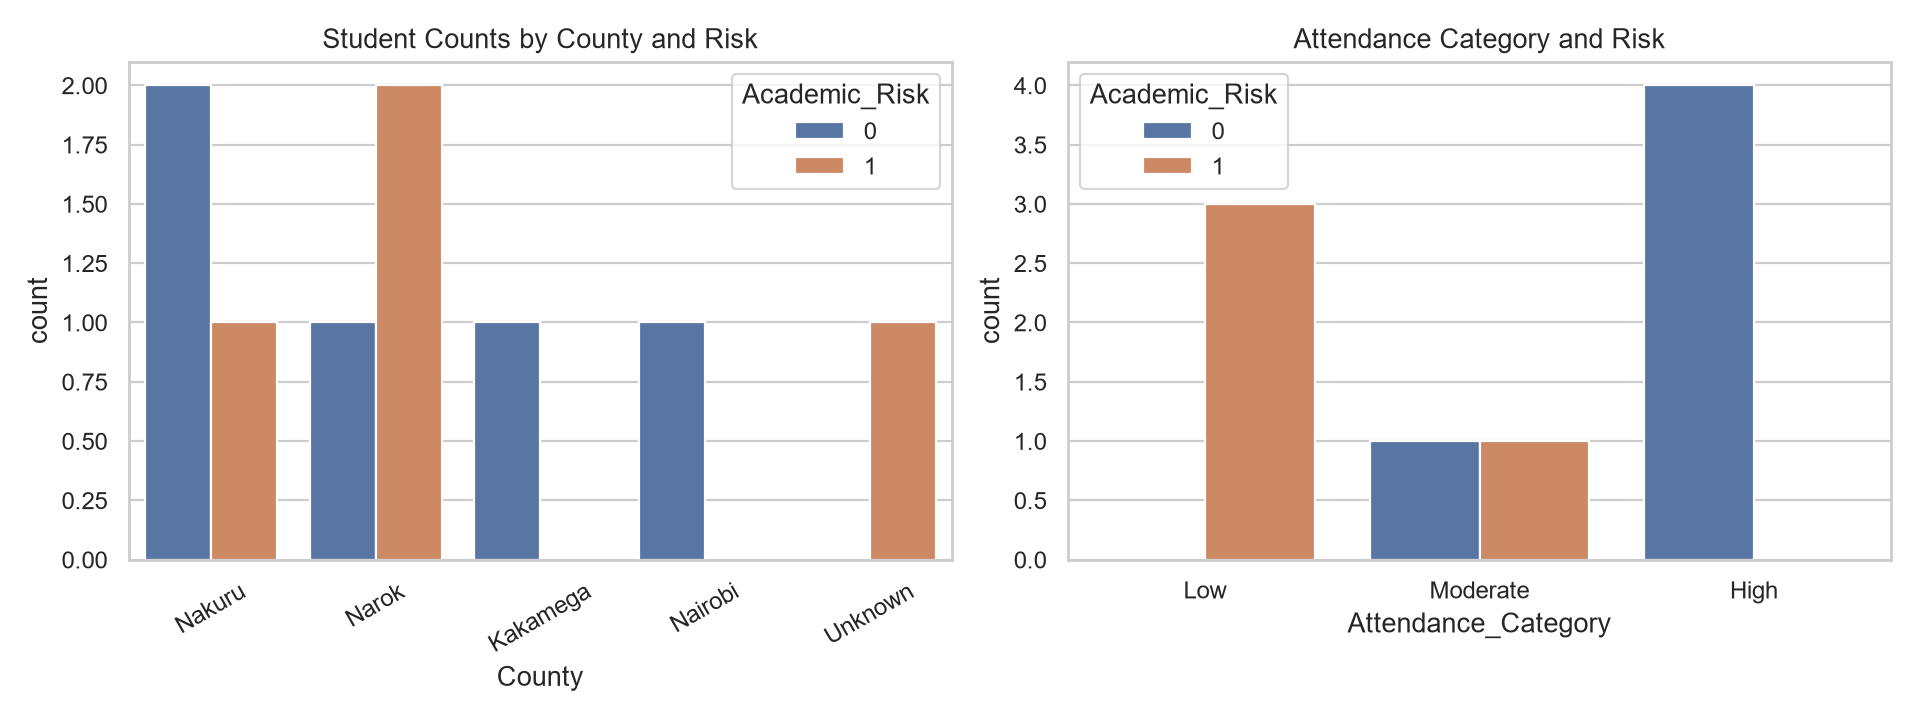 Student Counts by County and Risk
Academic_Risk
0
1
2.00
1.75
1.50
1.25
1.00
0.75
0.50
0.25
0.00
count
Nakuru
Narok
Kakamega
Nairobi
Unknown
County
Attendance Category and Risk
Academic_Risk
0
1
4.0
3.5
3.0
2.5
2.0
1.5
1.0
0.5
0.0
count
Low
Moderate
High
Attendance_Category